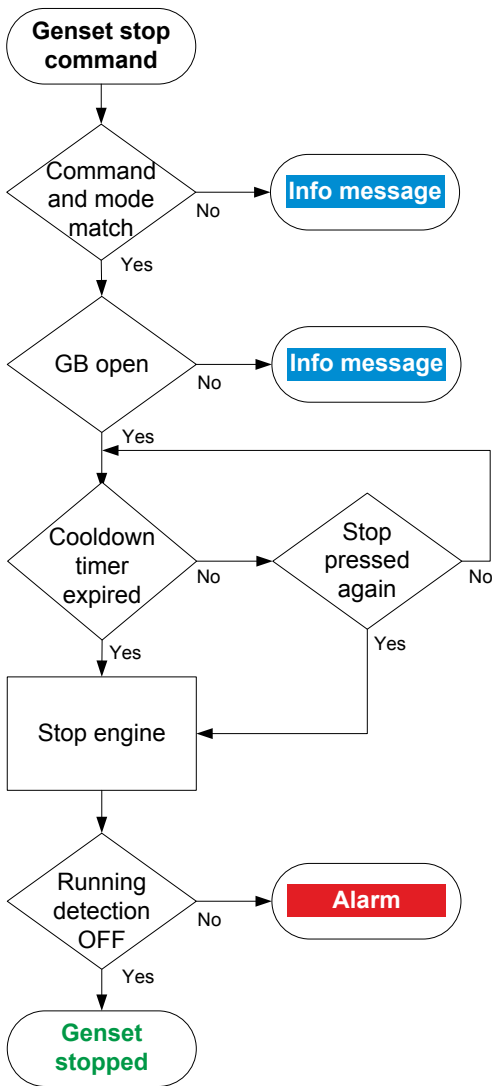 Genset stop
command
Command
and mode
match
No
Info message
Yes
GB open
No
Info message
Yes
Cooldown
timer
expired
No
Stop
pressed
again
No
Yes
Yes
Stop engine
Running
detection
OFF
No
Alarm
Yes
Genset
stopped